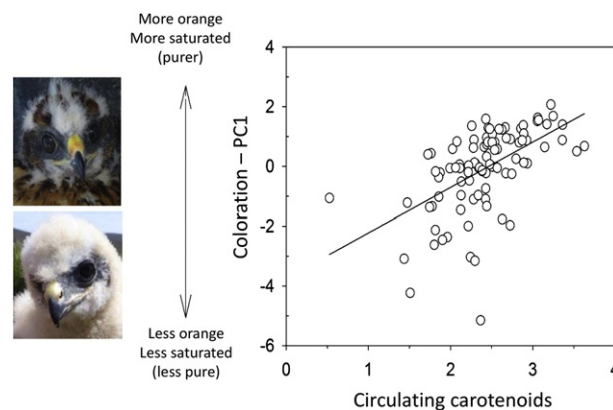 More orange
More saturated
(purer)
Less orange
Less saturated
(less pure)
Coloration – PC1
4
2
0
-2
-4
-6
0 1 2 3 4
Circulating carotenoids